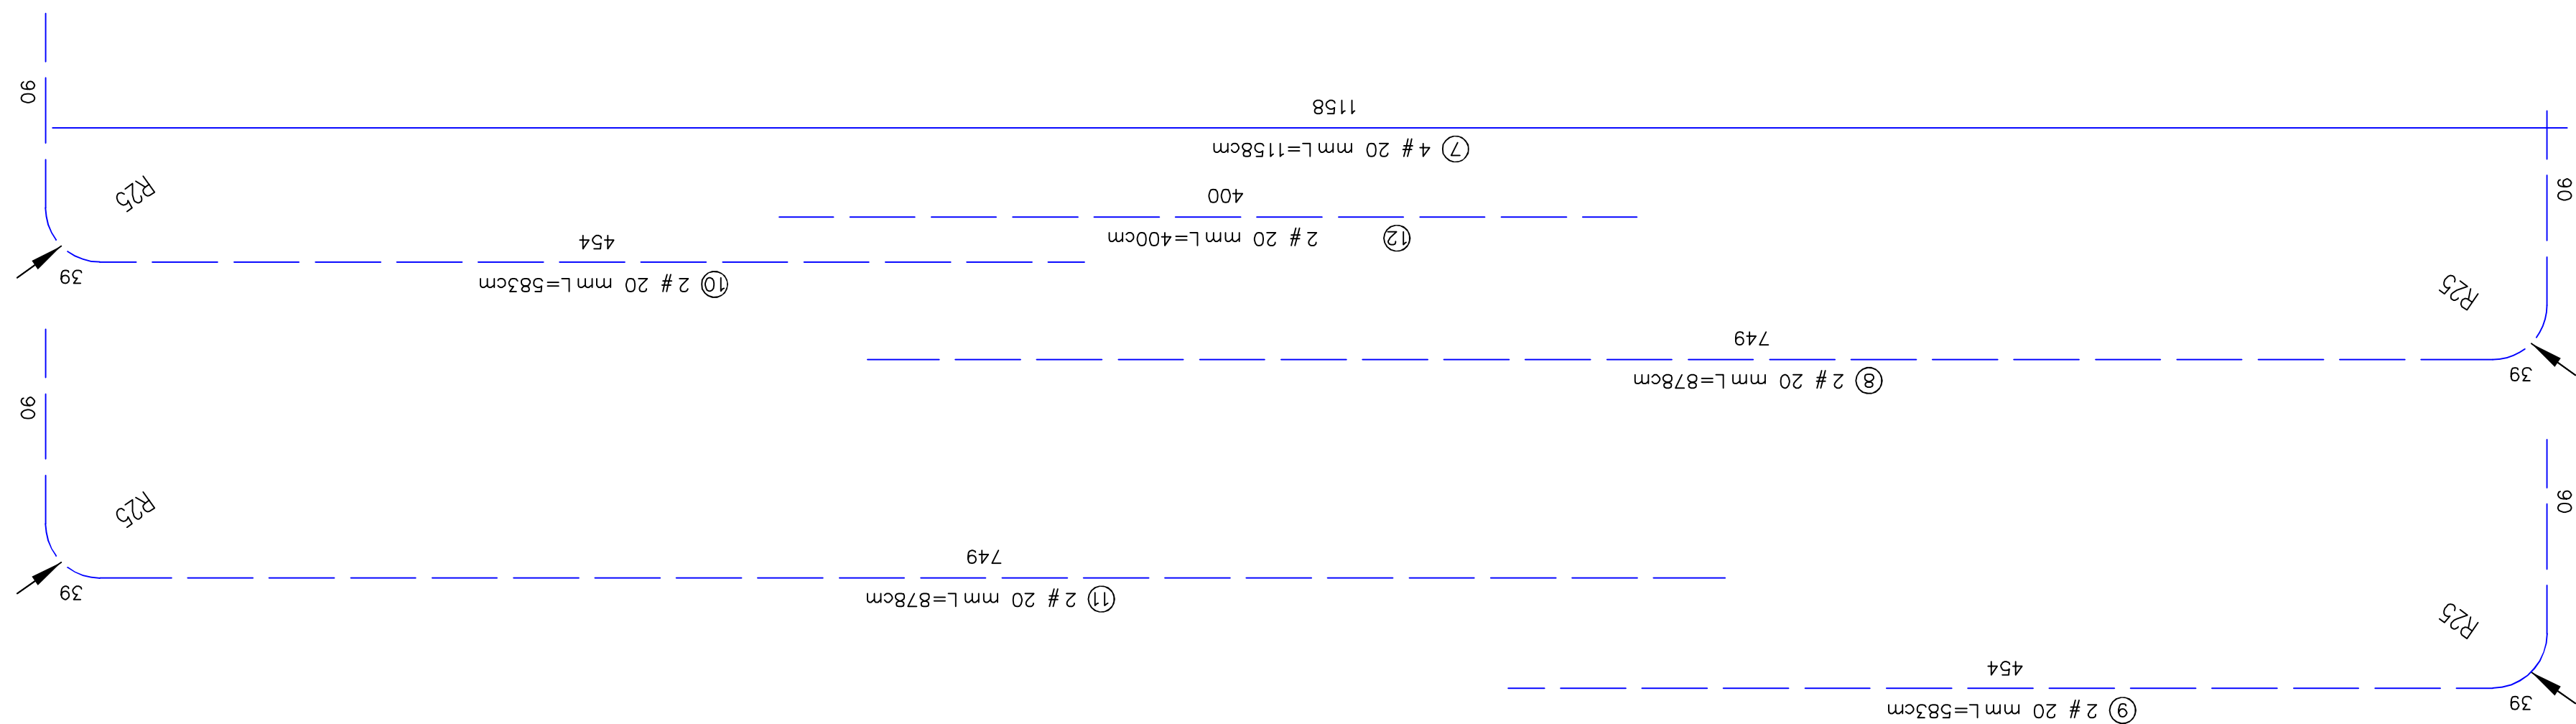 ⑨ 2 # 20 mm L=583cm
39
454
R25
⑪ 2 # 20 mm L=878cm
39
749
R25
90
90
⑧ 2 # 20 mm L=878cm
39
749
R25
⑩ 2 # 20 mm L=583cm
39
454
⑫ 2 # 20 mm L=400cm
400
R25
90
⑦ 4 # 20 mm L=1158cm
1158
90